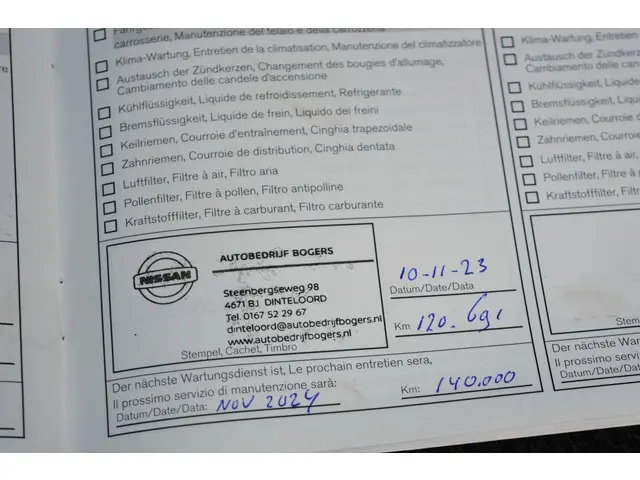 carrosserie, Manutenzione del telaio e della carrozzeria
Klima-Wartung, Entretien de la climatisation, Manutenzione del climatizzatore
Austausch der Zündkerzen, Changement des bougies d'allumage,
Cambiamento delle candele d'accensione
Kühlflüssigkeit, Liquide de refroidissement, Refrigerante
Bremsflüssigkeit, Liquide de frein, Liquido dei freini
Keilriemen, Courroie d'entraînement, Cinghia trapezoidale
Zahnriemen, Courroie de distribution, Cinghia dentata
Luftfilter, Filtre à air, Filtro aria
Pollenfilter, Filtre à pollen, Filtro antipolline
Kraftstofffilter, Filtre à carburant, Filtro carburante
NISSAN
AUTOBEDRIJF BOGERS
Steenbergseweg 98
4671 BJ DINTELOORD
Tel. 0167 52 29 67
dinteloord@autobedrijfbogers.nl
www.autobedrijfbogers.nl
Stempel, Cachet, Timbro
10-11-23
Datum/Date/Data
Km 120.691
Der nächste Wartungsdienst ist, Le prochain entretien sera,
Il prossimo servizio di manutenzione sarà:
Datum/Date/Data: NOV 2024
Km: 140.000
Klima-Wartung, Entretien
Austausch der Zündkerzen
Cambiamento delle cande
Kühlflüssigkeit, Liquide
Bremsflüssigkeit, Liquide
Keilriemen, Courroie d
Zahnriemen, Courroie
Luftfilter, Filtre à air,
Pollenfilter, Filtre à po
Kraftstofffilter, Filtre à
Stem
Der nächste Wartungs
Il prossimo servizio di
Datum/Date/Data: